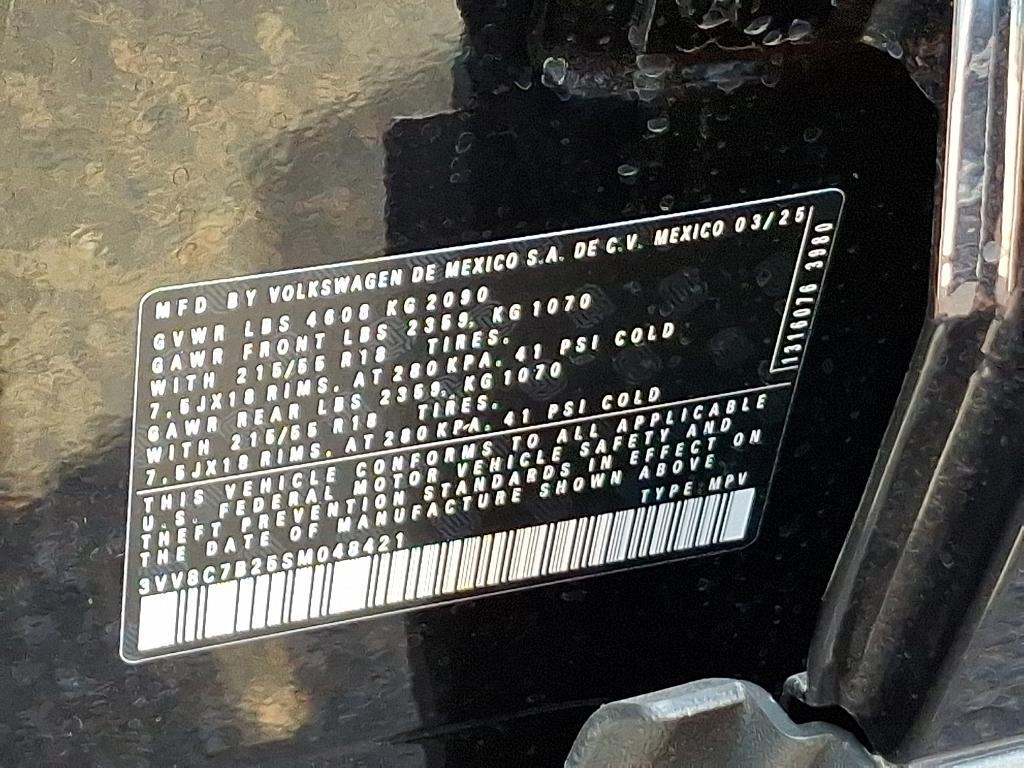 MFD BY VOLKSWAGEN DE MEXICO S.A. DE C.V. MEXICO 03/25
GVWR LBS 4608 KG 2090
GAWR FRONT LBS 2359, KG 1070
WITH 215/55 R18 TIRES.
7.5JX18 RIMS. AT 280 KPA. 41 PSI COLD
GAWR REAR LBS 2359, KG 1070
WITH 215/55 R18 TIRES.
7.5JX18 RIMS. AT 280 KPA. 41 PSI COLD
1316076 3980
THIS VEHICLE CONFORMS TO ALL APPLICABLE
U.S. FEDERAL MOTOR VEHICLE SAFETY AND
THEFT PREVENTION STANDARDS IN EFFECT ON
THE DATE OF MANUFACTURE SHOWN ABOVE
3VV8C7B25SM048421 TYPE: MPV